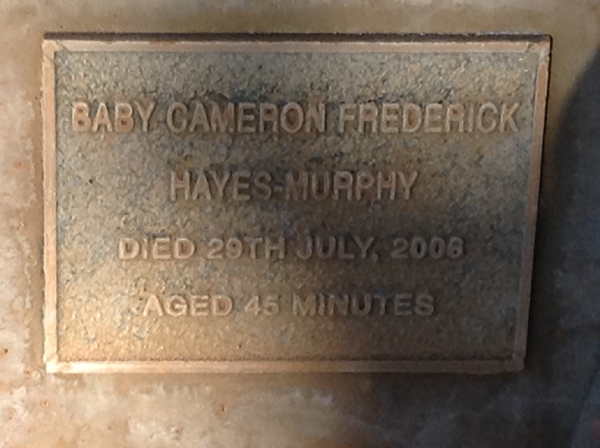 BABY CAMERON FREDERICK
HAYES-MURPHY
DIED 29TH JULY, 2006
AGED 45 MINUTES